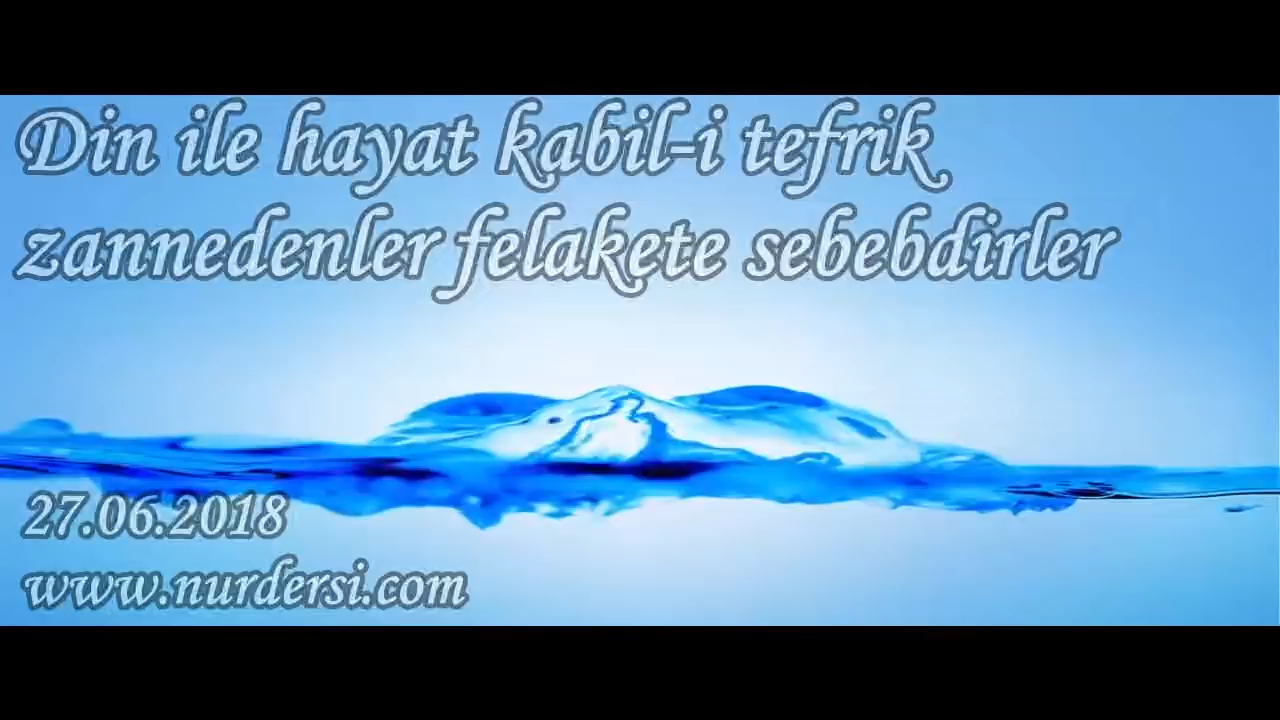 Din ile hayat kabil-i tefrik
zannedenler felakete sebebdirler
27.06.2018
www.nurdersi.com